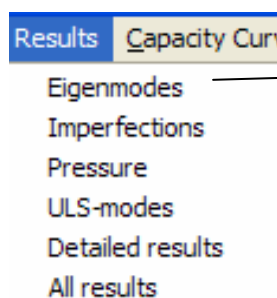 Results Capacity Curv
Eigenmodes
Imperfections
Pressure
ULS-modes
Detailed results
All results